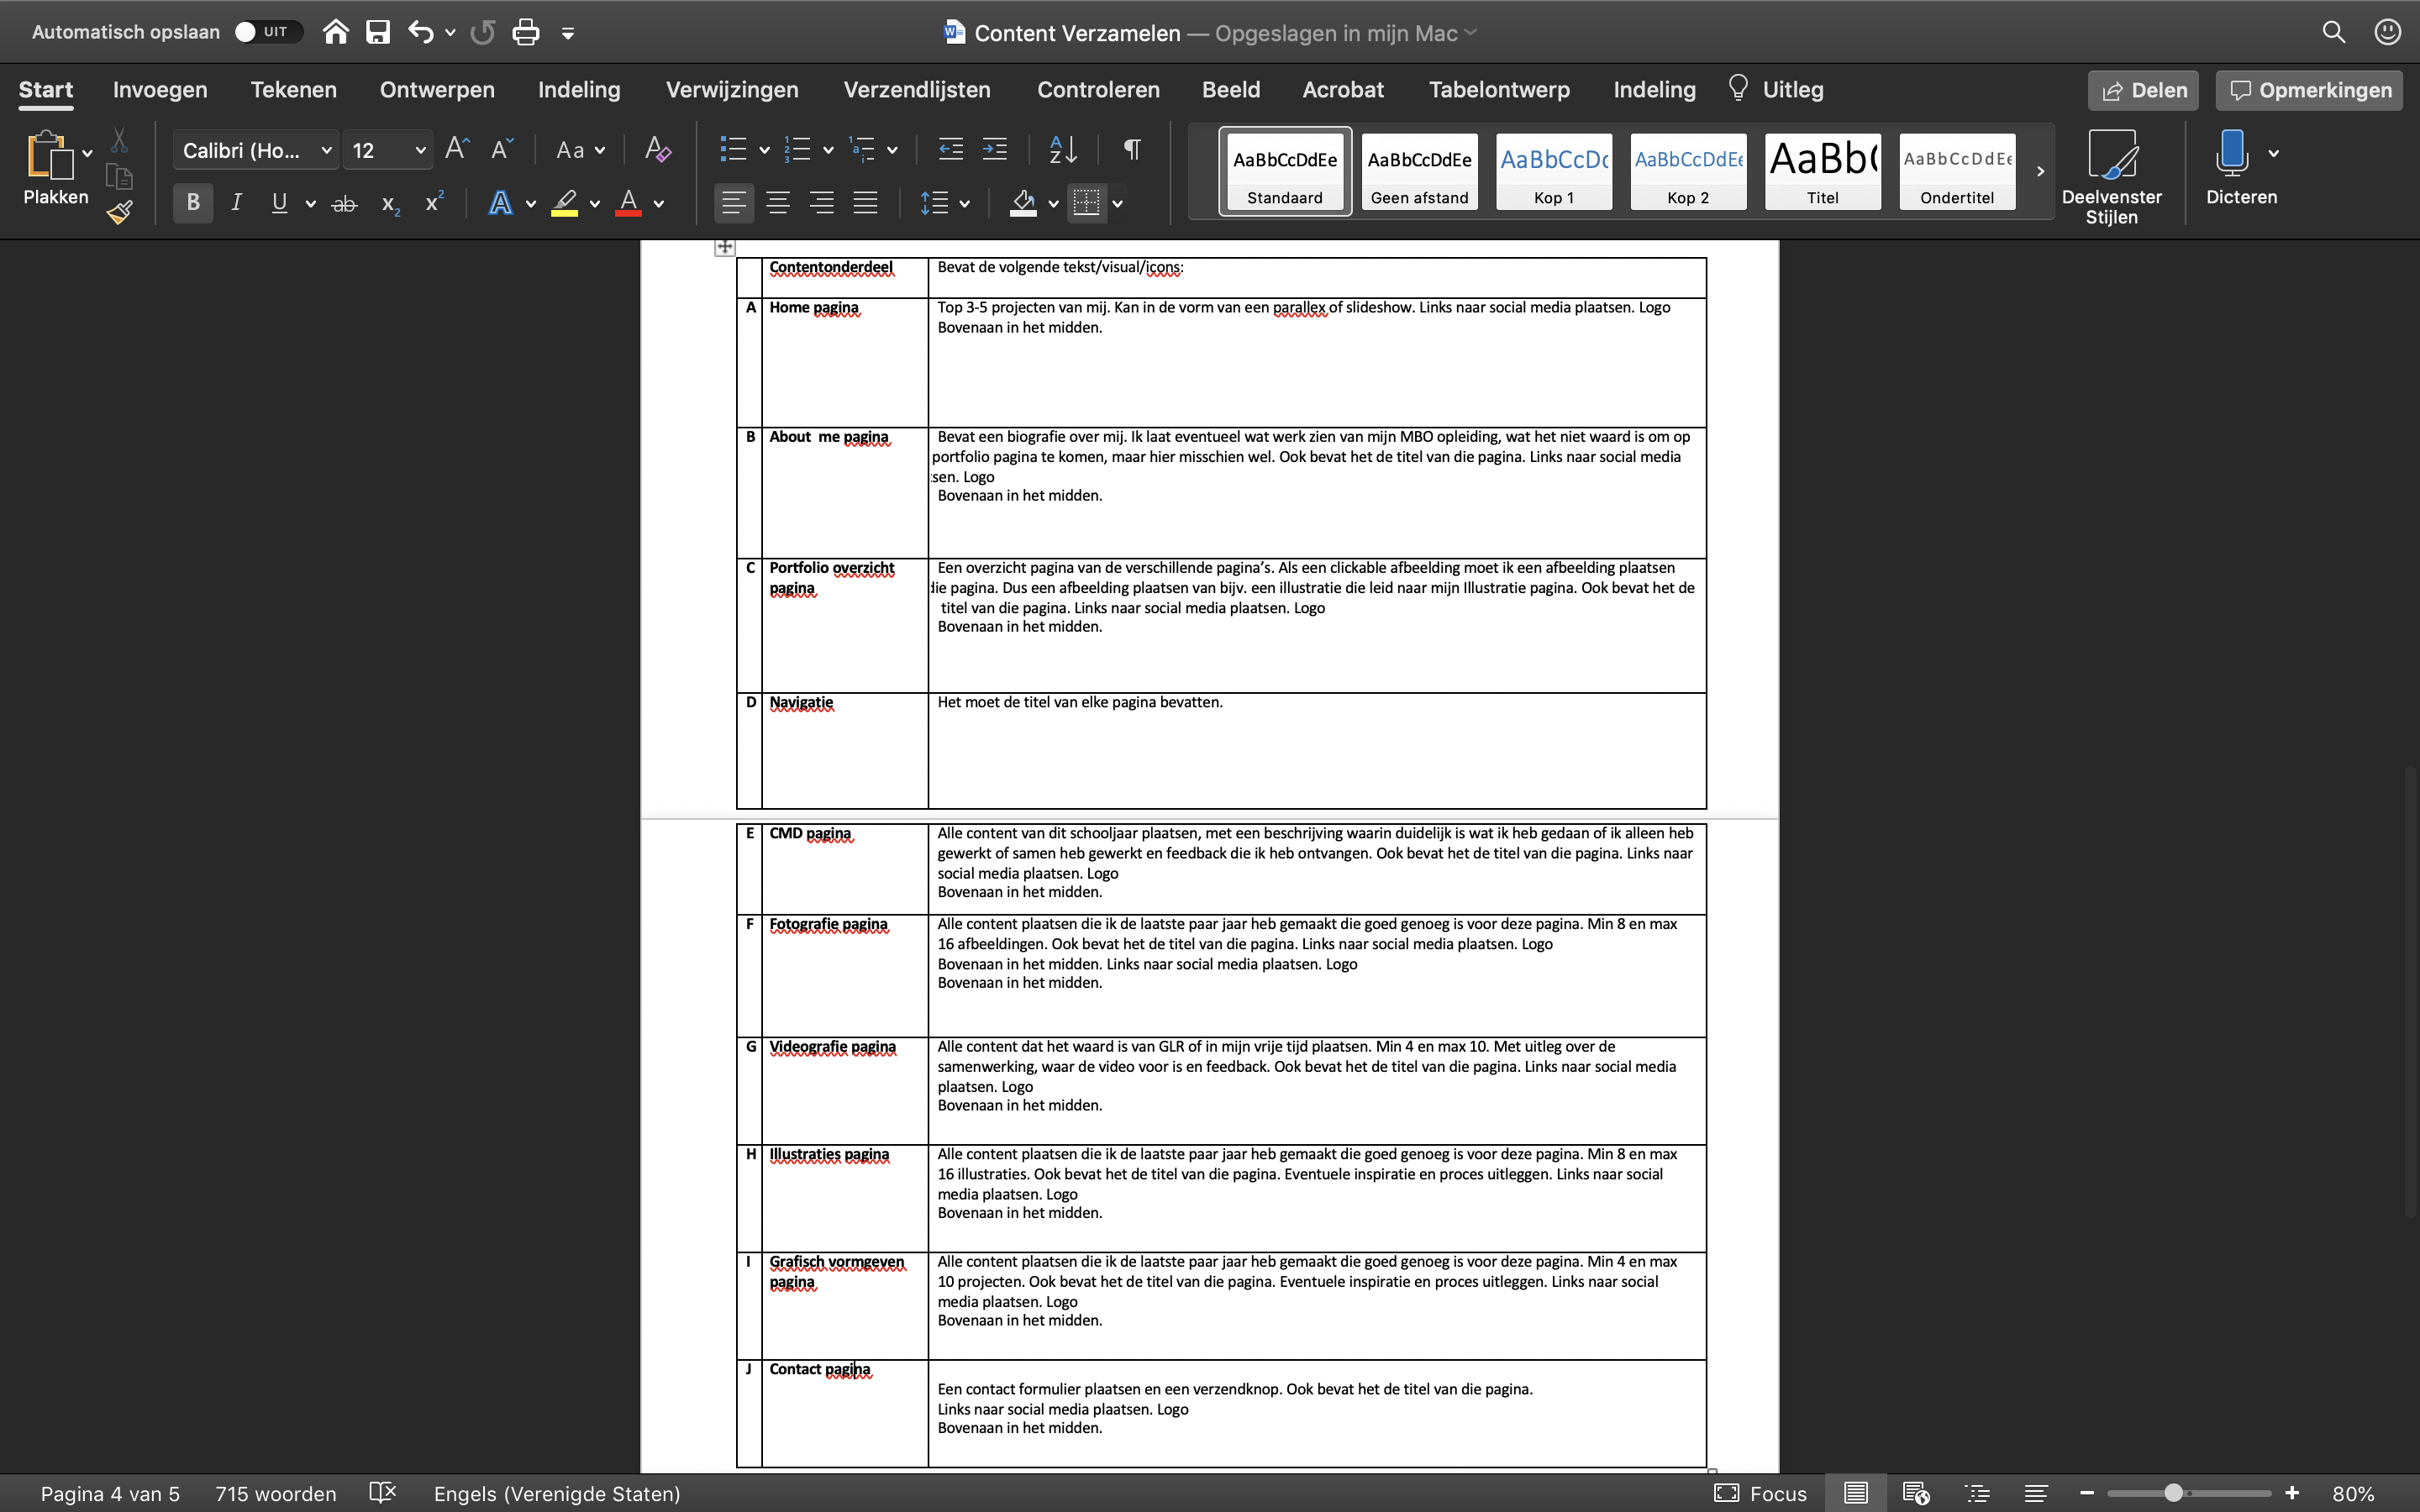 Automatisch opslaan UIT
Content Verzamelen — Opgeslagen in mijn Mac
Start Invoegen Tekenen Ontwerpen Indeling Verwijzingen Verzendlijsten Controleren Beeld Acrobat Tabelontwerp Indeling Uitleg Delen Opmerkingen
Plakken
Calibri (Ho... 12
AaBbCcDdEe Standaard
AaBbCcDdEe Geen afstand
AaBbCcDc Kop 1
AaBbCcDdEe Kop 2
AaBb( Titel
AaBbCcDdEe Ondertitel
Deelvenster
Stijlen
Dicteren
Contentonderdeel Bevat de volgende tekst/visual/icons:
A Home pagina Top 3-5 projecten van mij. Kan in de vorm van een parallex of slideshow. Links naar social media plaatsen. Logo
Bovenaan in het midden.
B About  me pagina Bevat een biografie over mij. Ik laat eventueel wat werk zien van mijn MBO opleiding, wat het niet waard is om op
portfolio pagina te komen, maar hier misschien wel. Ook bevat het de titel van die pagina. Links naar social media
sen. Logo
Bovenaan in het midden.
C Portfolio overzicht Een overzicht pagina van de verschillende pagina's. Als een clickable afbeelding moet ik een afbeelding plaatsen
pagina die pagina. Dus een afbeelding plaatsen van bijv. een illustratie die leid naar mijn Illustratie pagina. Ook bevat het de
titel van die pagina. Links naar social media plaatsen. Logo
Bovenaan in het midden.
D Navigatie Het moet de titel van elke pagina bevatten.
E CMD pagina Alle content van dit schooljaar plaatsen, met een beschrijving waarin duidelijk is wat ik heb gedaan of ik alleen heb
gewerkt of samen heb gewerkt en feedback die ik heb ontvangen. Ook bevat het de titel van die pagina. Links naar
social media plaatsen. Logo
Bovenaan in het midden.
F Fotografie pagina Alle content plaatsen die ik de laatste paar jaar heb gemaakt die goed genoeg is voor deze pagina. Min 8 en max
16 afbeeldingen. Ook bevat het de titel van die pagina. Links naar social media plaatsen. Logo
Bovenaan in het midden. Links naar social media plaatsen. Logo
Bovenaan in het midden.
G Videografie pagina Alle content dat het waard is van GLR of in mijn vrije tijd plaatsen. Min 4 en max 10. Met uitleg over de
samenwerking, waar de video voor is en feedback. Ook bevat het de titel van die pagina. Links naar social media
plaatsen. Logo
Bovenaan in het midden.
H Illustraties pagina Alle content plaatsen die ik de laatste paar jaar heb gemaakt die goed genoeg is voor deze pagina. Min 8 en max
16 illustraties. Ook bevat het de titel van die pagina. Eventuele inspiratie en proces uitleggen. Links naar social
media plaatsen. Logo
Bovenaan in het midden.
I Grafisch vormgeven Alle content plaatsen die ik de laatste paar jaar heb gemaakt die goed genoeg is voor deze pagina. Min 4 en max
pagina 10 projecten. Ook bevat het de titel van die pagina. Eventuele inspiratie en proces uitleggen. Links naar social
media plaatsen. Logo
Bovenaan in het midden.
J Contact pagina
Een contact formulier plaatsen en een verzendknop. Ook bevat het de titel van die pagina.
Links naar social media plaatsen. Logo
Bovenaan in het midden.
Pagina 4 van 5 715 woorden Engels (Verenigde Staten) Focus 80%